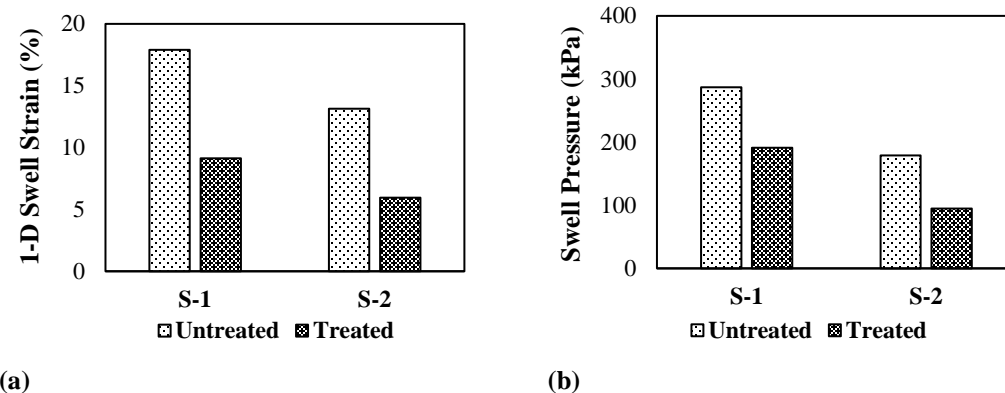 1-D Swell Strain (%)
20
15
10
5
0
S-1
S-2
Untreated
Treated
(a)
Swell Pressure (kPa)
400
300
200
100
0
S-1
S-2
Untreated
Treated
(b)